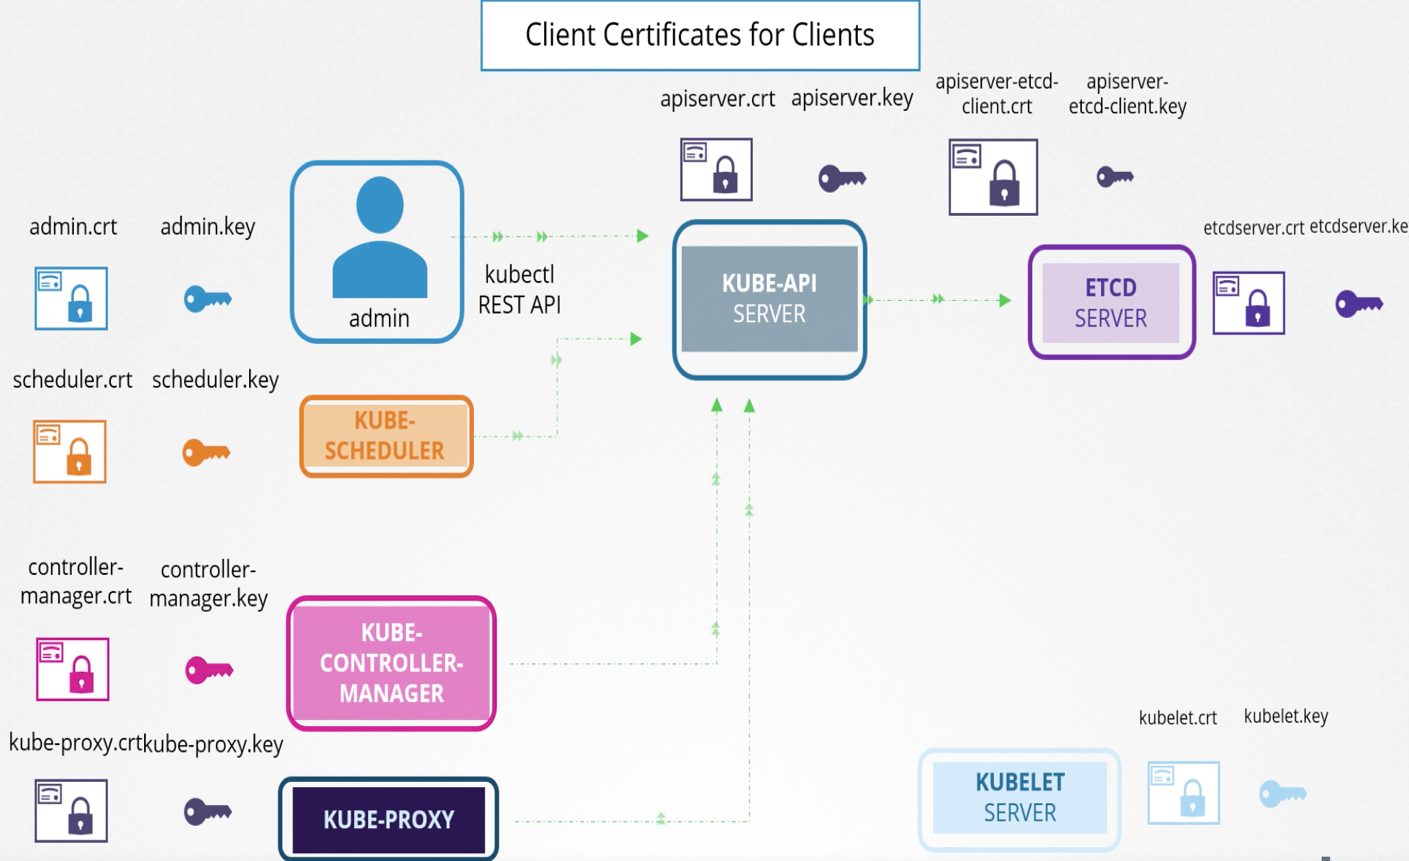 Client Certificates for Clients
apiserver.crt apiserver.key
apiserver-etcd-
client.crt
apiserver-
etcd-client.key
admin.crt admin.key
admin
kubectl
REST API
KUBE-API
SERVER
etcdserver.crt etcdserver.ke
ETCD
SERVER
scheduler.crt scheduler.key
KUBE-
SCHEDULER
controller-
manager.crt
controller-
manager.key
KUBE-
CONTROLLER-
MANAGER
kube-proxy.crt kube-proxy.key
KUBE-PROXY
kubelet.crt kubelet.key
KUBELET
SERVER